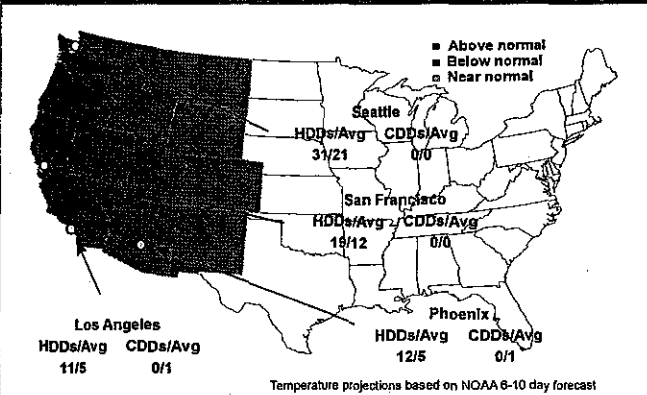 Above normal
Below normal
Near normal
Seattle
HDDs/Avg CDDs/Avg
31/21 0/0
San Francisco
HDDs/Avg CDDs/Avg
19/12 0/0
Phoenix
HDDs/Avg CDDs/Avg
12/5 0/1
Los Angeles
HDDs/Avg CDDs/Avg
11/5 0/1
Temperature projections based on NOAA 6-10 day forecast